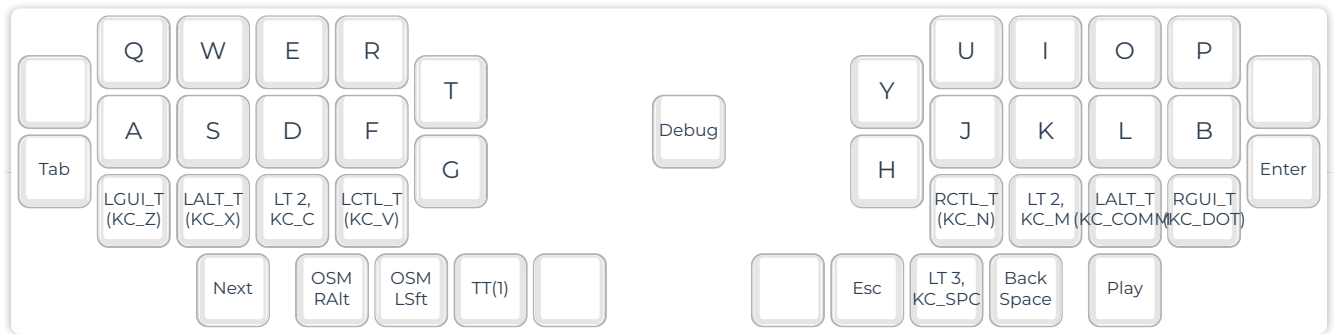 Q W E R
U I O P
T
Y
A S D F
Debug
J K L B
Tab
G
H
Enter
LGUI_T LALT_T LT 2, LCTL_T
(KC_Z) (KC_X) KC_C (KC_V)
RCTL_T LT 2, LALT_T RGUI_T
(KC_N) KC_M (KC_COMM) (KC_DOT)
Next
OSM OSM
RAlt LSft
TT(1)
Esc
LT 3, Back
KC_SPC Space
Play